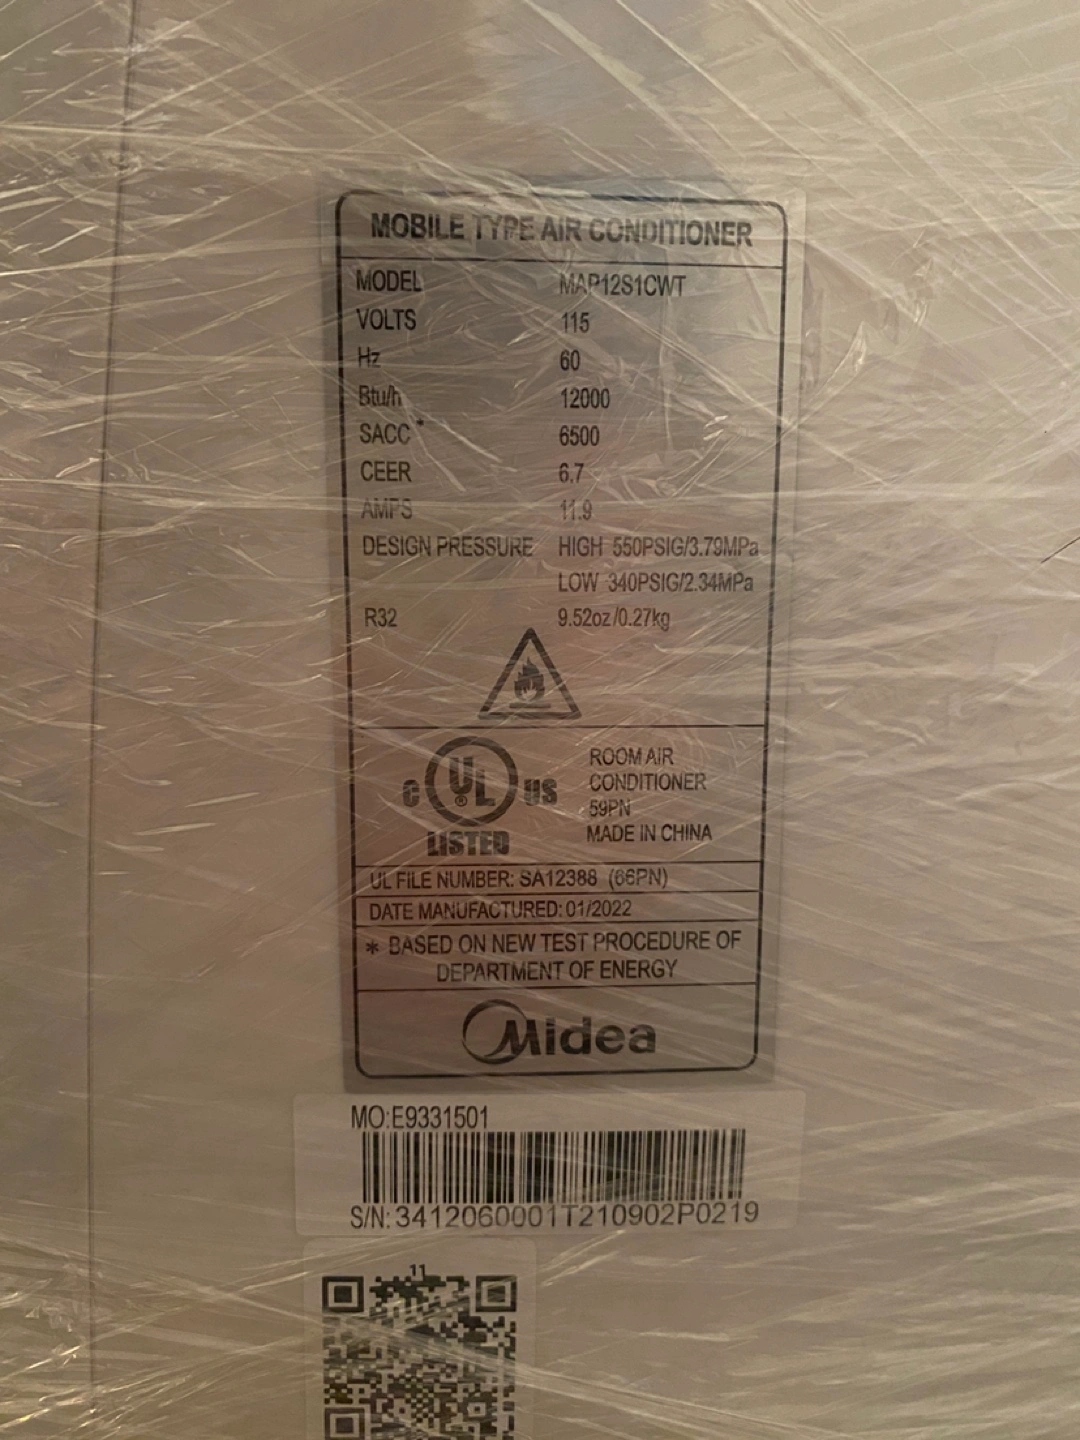 MOBILE TYPE AIR CONDITIONER
MODEL MAP12S1CWT
VOLTS 115
Hz 60
Btu/h 12000
SACC* 6500
CEER 6.7
AMPS 11.9
DESIGN PRESSURE HIGH 550PSIG/3.79MPa
LOW 340PSIG/2.34MPa
R32 9.52oz/0.27kg
C UL US
LISTED
®
ROOM AIR
CONDITIONER
59PN
MADE IN CHINA
UL FILE NUMBER: SA12388 (66PN)
DATE MANUFACTURED: 01/2022
* BASED ON NEW TEST PROCEDURE OF
DEPARTMENT OF ENERGY
Midea
MO:E9331501
S/N: 3412060001T210902P0219
11